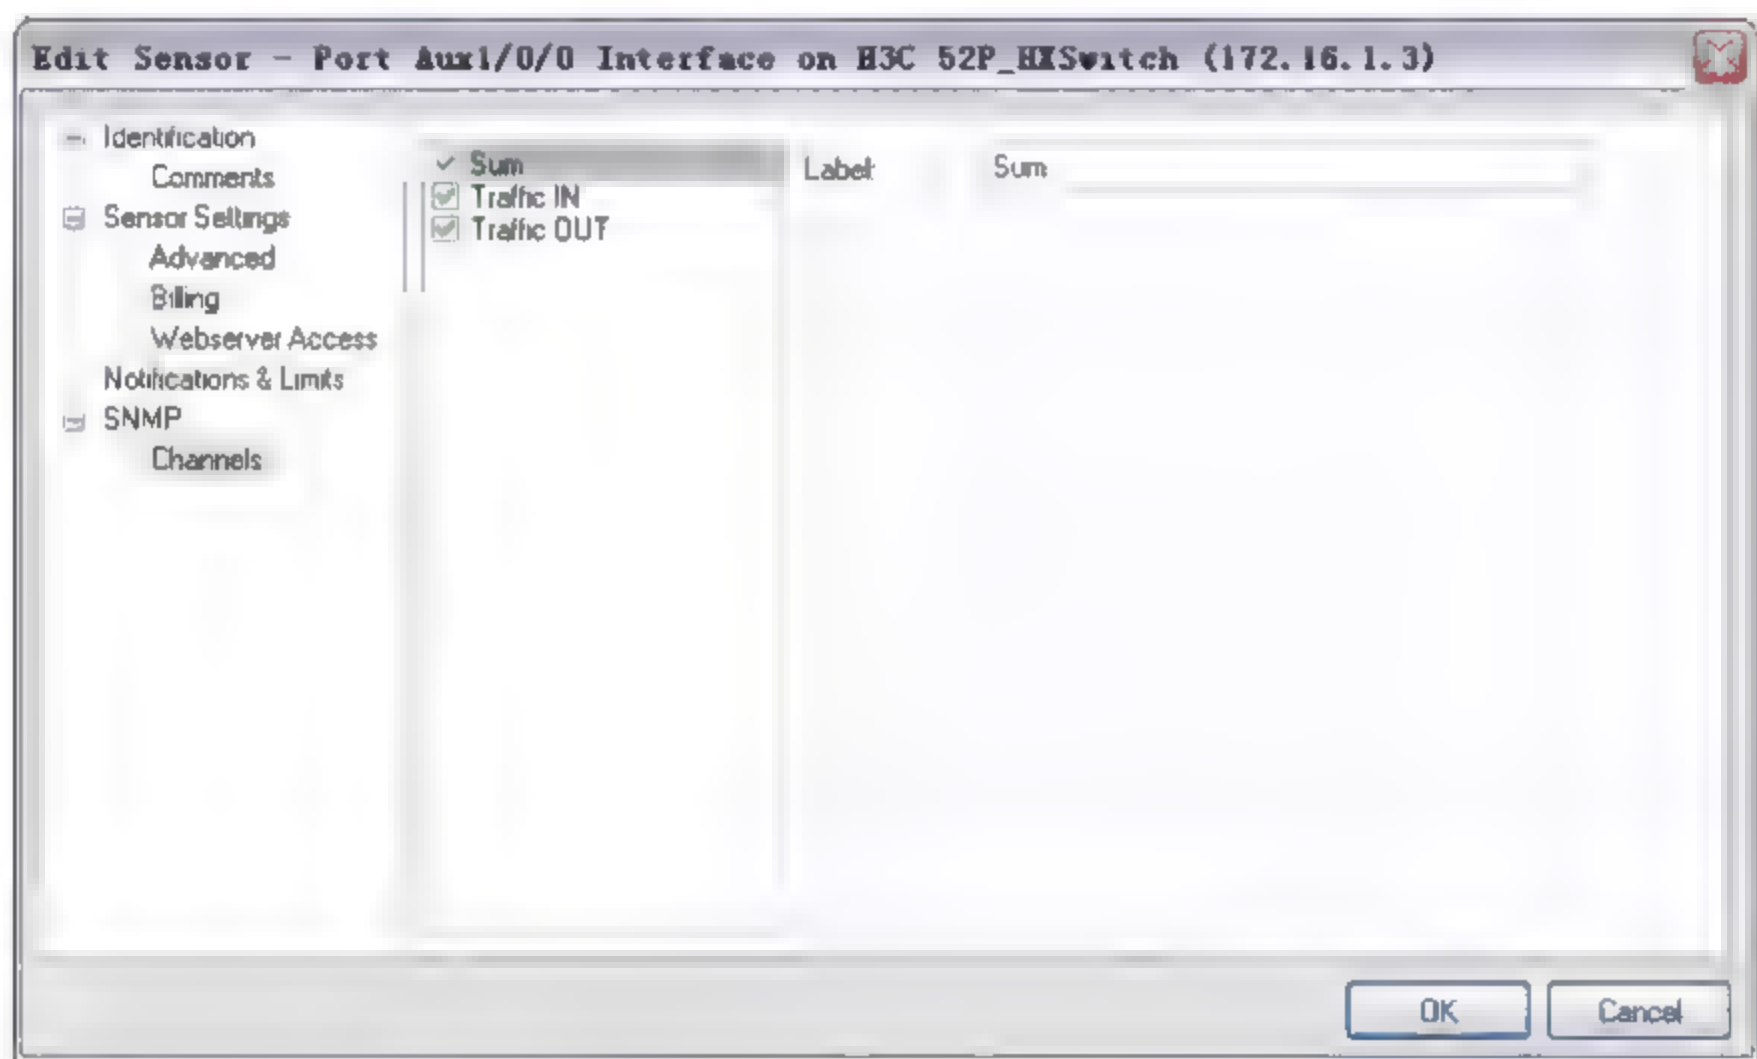 Edit Sensor - Port Aux1/0/0 Interface on H3C 52P_HXSwitch (172.16.1.3)
Identification
Comments
Sensor Settings
Advanced
Billing
Webserver Access
Notifications & Limits
SNMP
Channels
Sum
Traffic IN
Traffic OUT
Label: Sum
OK Cancel